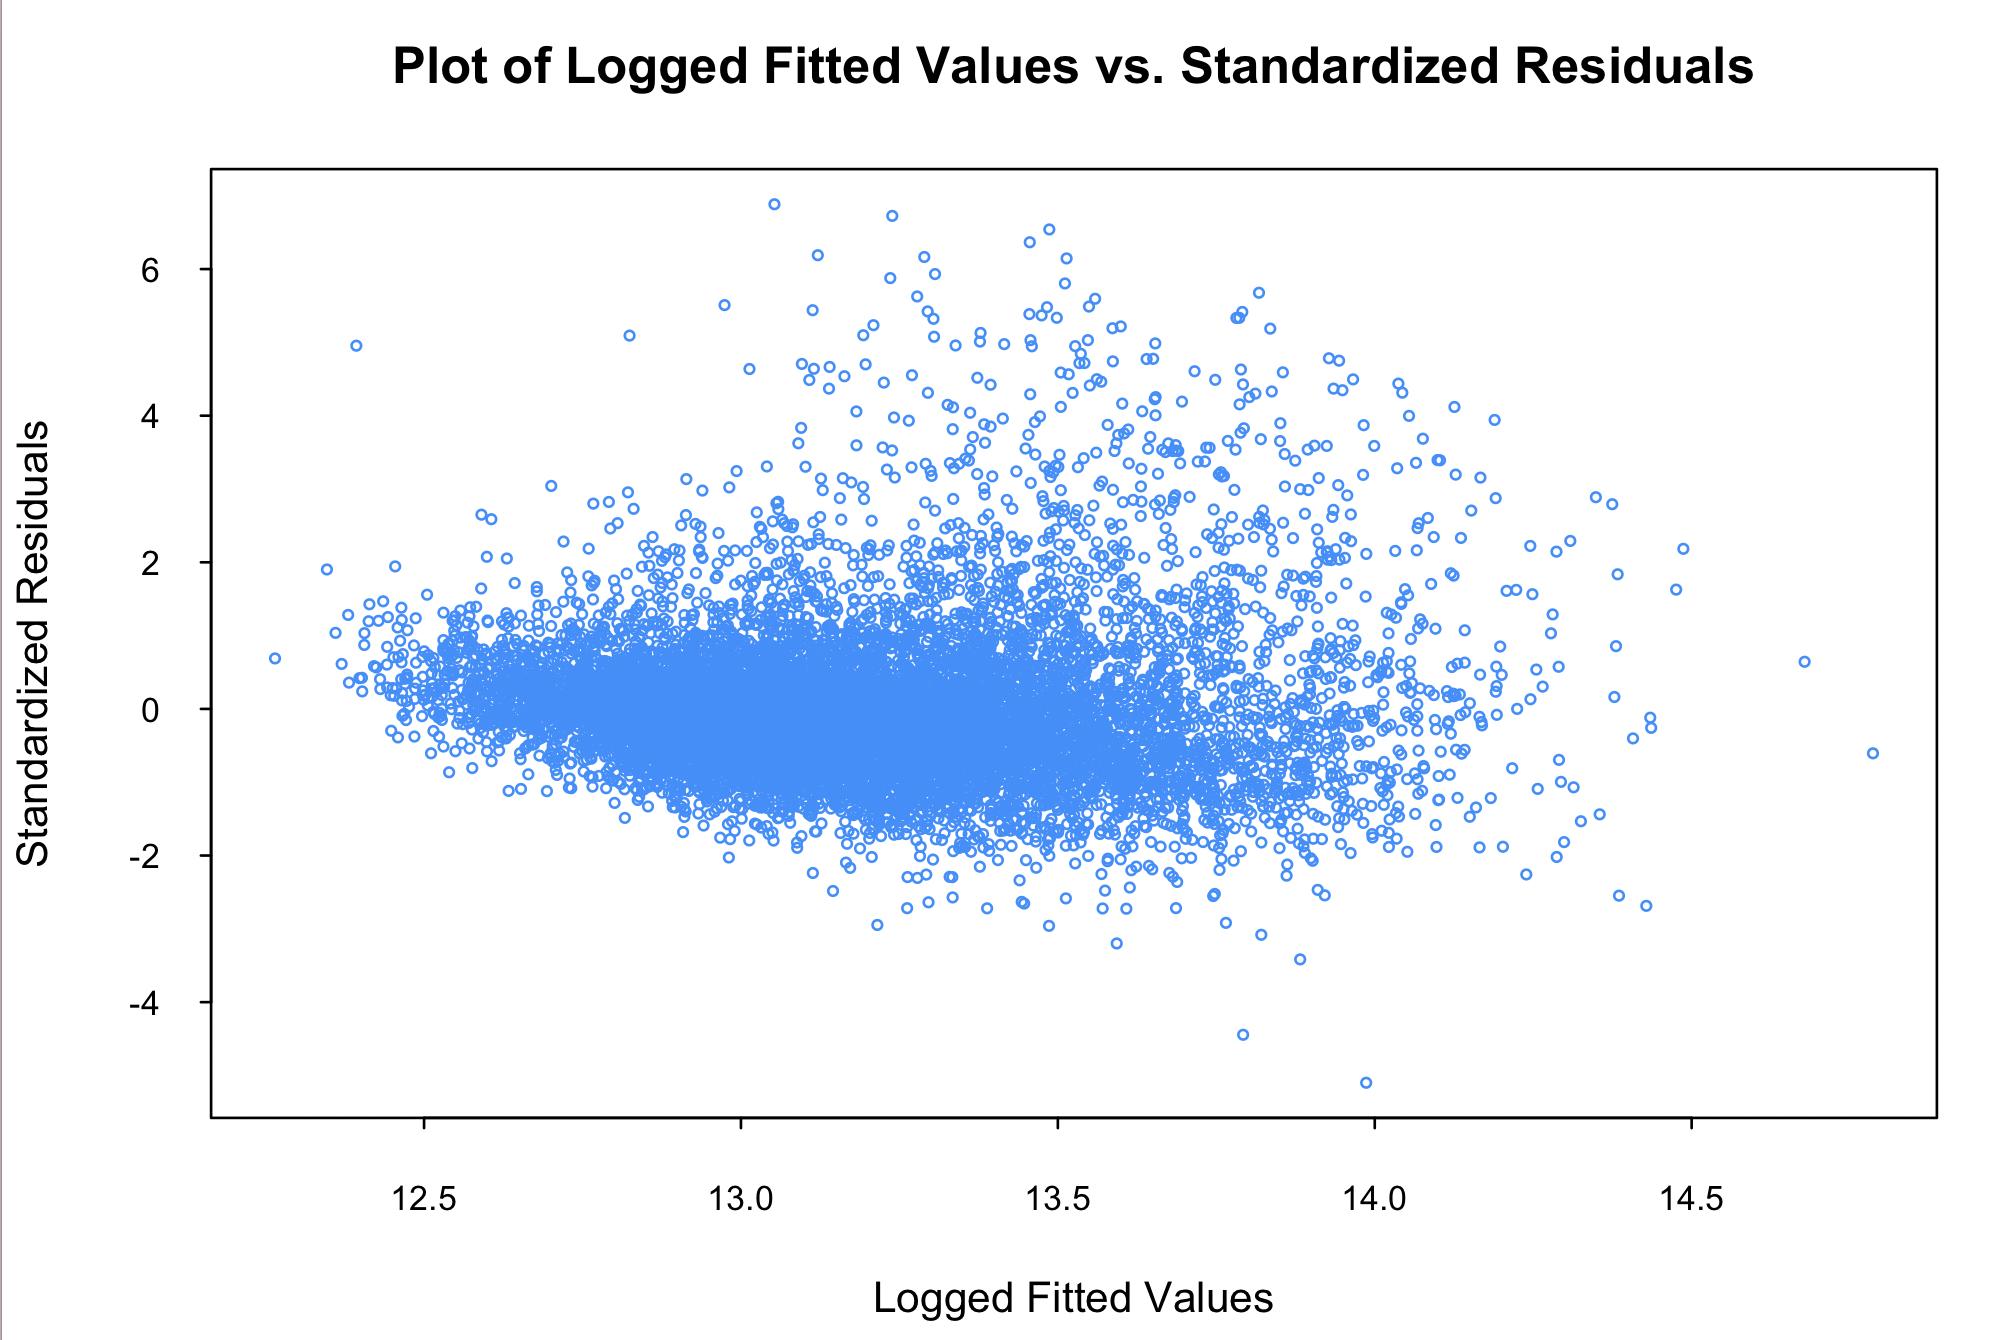 Plot of Logged Fitted Values vs. Standardized Residuals
Standardized Residuals
6
4
2
0
-2
-4
12.5 13.0 13.5 14.0 14.5
Logged Fitted Values